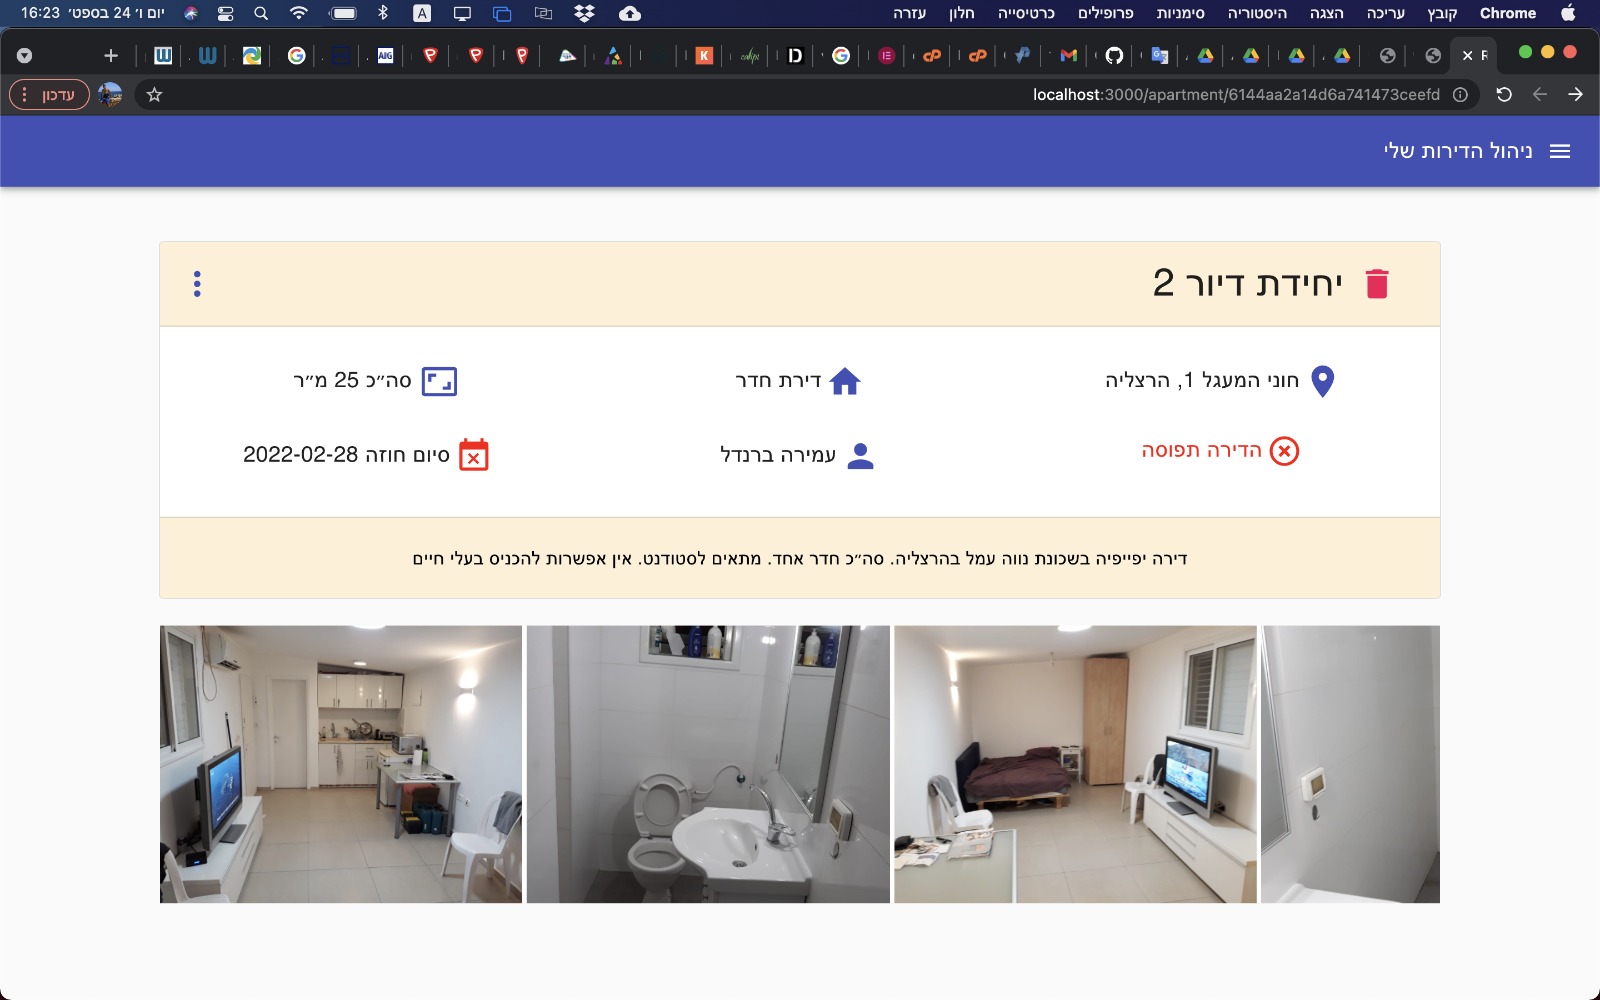 Chrome קובץ עריכה הצגה היסטוריה סימניות פרופילים כרטיסייה חלון עזרה
A יום ו׳ 24 בספט׳ 16:23
AIG K D
localhost:3000/apartment/6144aa2a14d6a741473ceefd
עדכון
ניהול הדירות שלי
יחידת דיור 2
חוני המעגל 1, הרצליה
דירת חדר
סה״כ 25 מ״ר
הדירה תפוסה
עמירה ברנדל
סיום חוזה 2022-02-28
דירה יפייפיה בשכונת נווה עמל בהרצליה. סה״כ חדר אחד. מתאים לסטודנט. אין אפשרות להכניס בעלי חיים